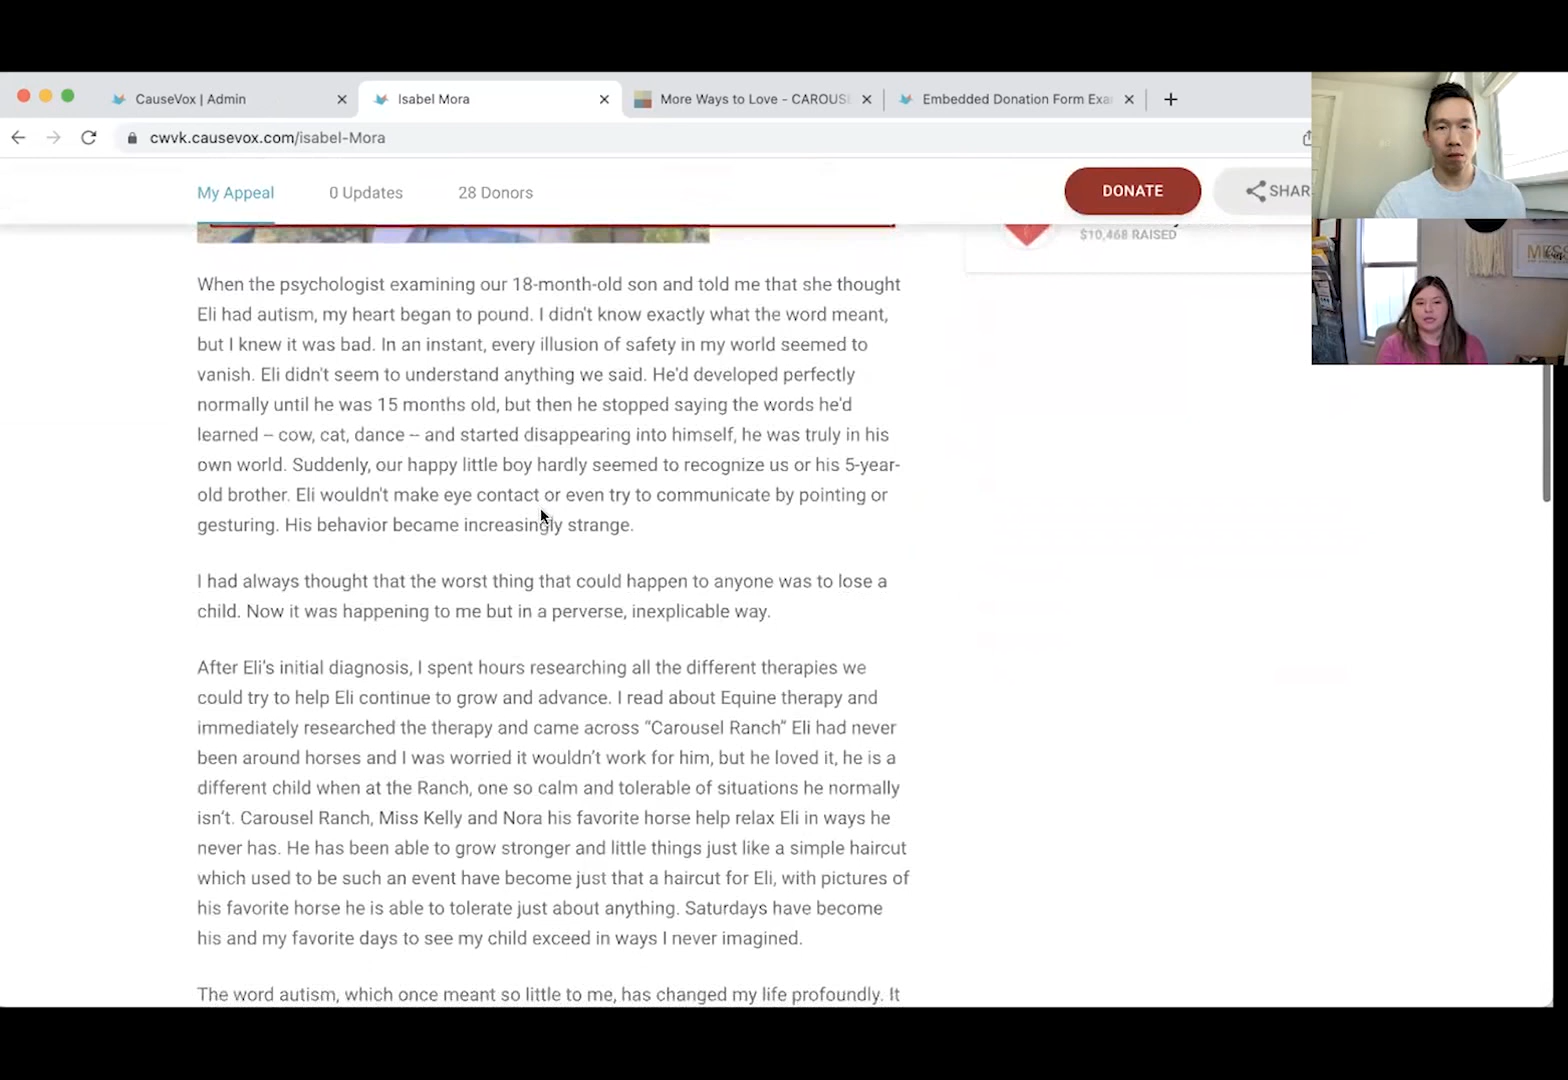 CauseVox | Admin
Isabel Mora
More Ways to Love - CAROUS
Embedded Donation Form Exa
cwvk.causevox.com/isabel-Mora
My Appeal
0 Updates
28 Donors
DONATE
SHAR
$10,468 RAISED
When the psychologist examining our 18-month-old son and told me that she thought
Eli had autism, my heart began to pound. I didn't know exactly what the word meant,
but I knew it was bad. In an instant, every illusion of safety in my world seemed to
vanish. Eli didn't seem to understand anything we said. He'd developed perfectly
normally until he was 15 months old, but then he stopped saying the words he'd
learned – cow, cat, dance – and started disappearing into himself, he was truly in his
own world. Suddenly, our happy little boy hardly seemed to recognize us or his 5-year-
old brother. Eli wouldn't make eye contact or even try to communicate by pointing or
gesturing. His behavior became increasingly strange.
I had always thought that the worst thing that could happen to anyone was to lose a
child. Now it was happening to me but in a perverse, inexplicable way.
After Eli's initial diagnosis, I spent hours researching all the different therapies we
could try to help Eli continue to grow and advance. I read about Equine therapy and
immediately researched the therapy and came across “Carousel Ranch” Eli had never
been around horses and I was worried it wouldn't work for him, but he loved it, he is a
different child when at the Ranch, one so calm and tolerable of situations he normally
isn't. Carousel Ranch, Miss Kelly and Nora his favorite horse help relax Eli in ways he
never has. He has been able to grow stronger and little things just like a simple haircut
which used to be such an event have become just that a haircut for Eli, with pictures of
his favorite horse he is able to tolerate just about anything. Saturdays have become
his and my favorite days to see my child exceed in ways I never imagined.
The word autism, which once meant so little to me, has changed my life profoundly. It